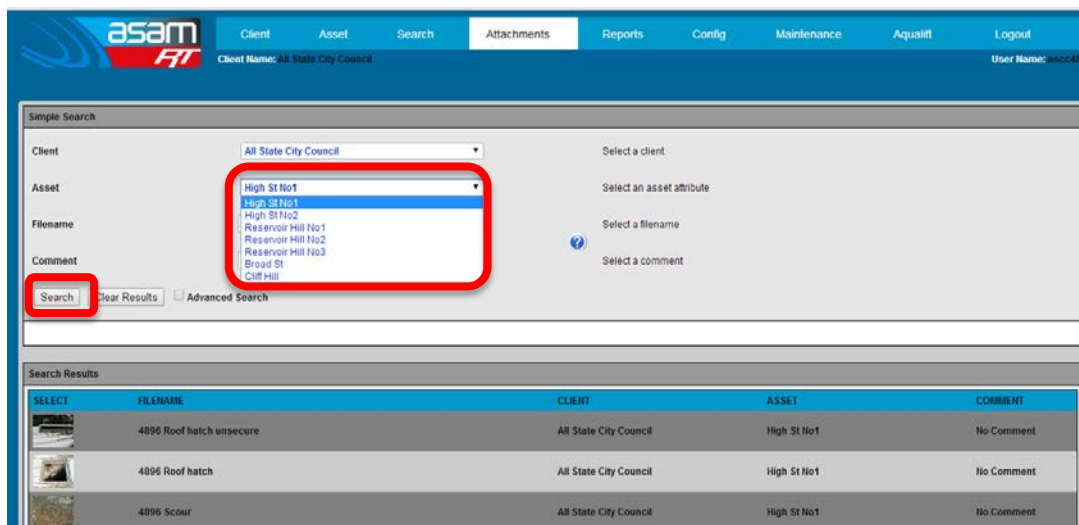 asam Client Asset Search Attachments Reports Config Maintenance Aqualift Logout
RT Client Name: All State City Council User Name: ascc48
Simple Search
Client All State City Council Select a client
Asset High St No1 Select an asset attribute
High St No1
High St No2
Filename Reservoir Hill No1 Select a filename
Reservoir Hill No2
Reservoir Hill No3
Comment Broad St Select a comment
Cliff Hill
Search Clear Results Advanced Search
Search Results
SELECT FILENAME CLIENT ASSET COMMENT
4896 Roof hatch unsecure All State City Council High St No1 No Comment
4896 Roof hatch All State City Council High St No1 No Comment
4896 Scour All State City Council High St No1 No Comment